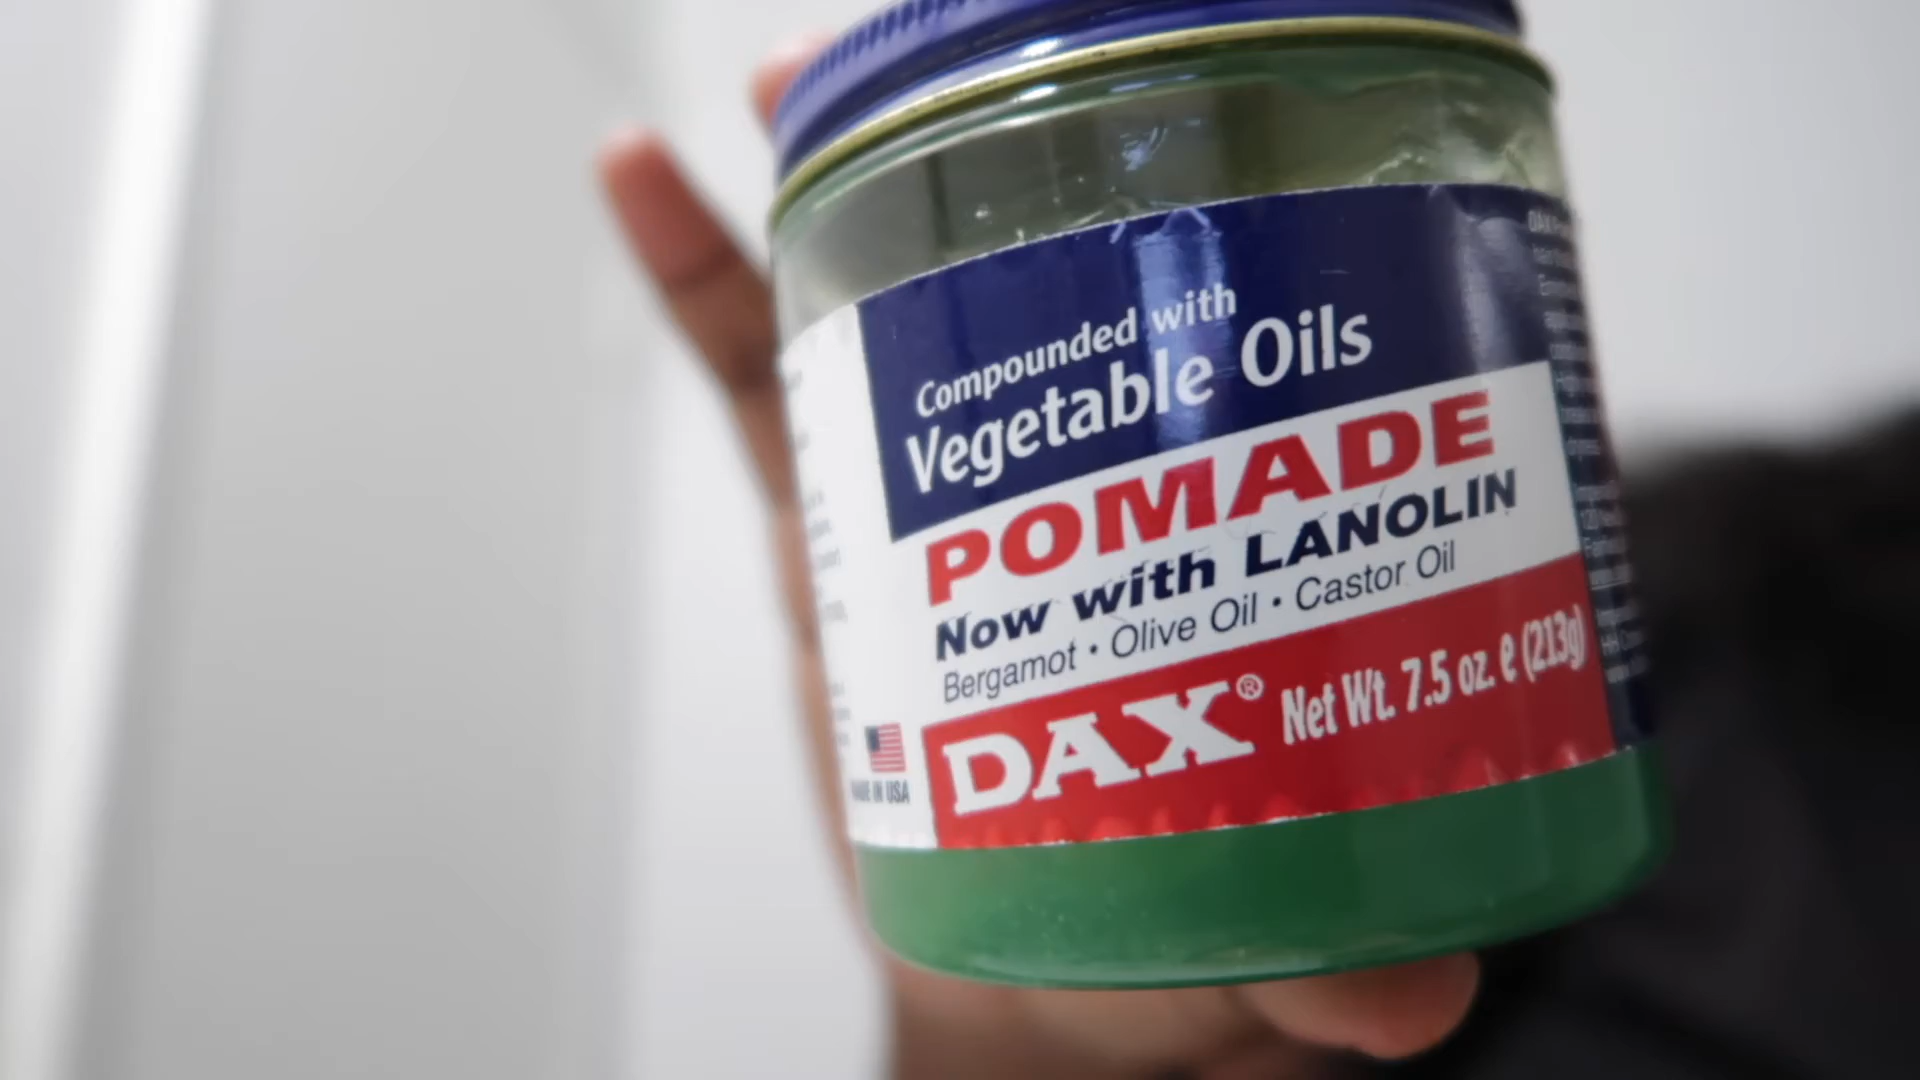 Compounded with
Vegetable Oils
POMADE
Now with LANOLIN
Bergamot • Olive Oil • Castor Oil
DAX® Net Wt. 7.5 oz. e (213g)
MADE IN USA